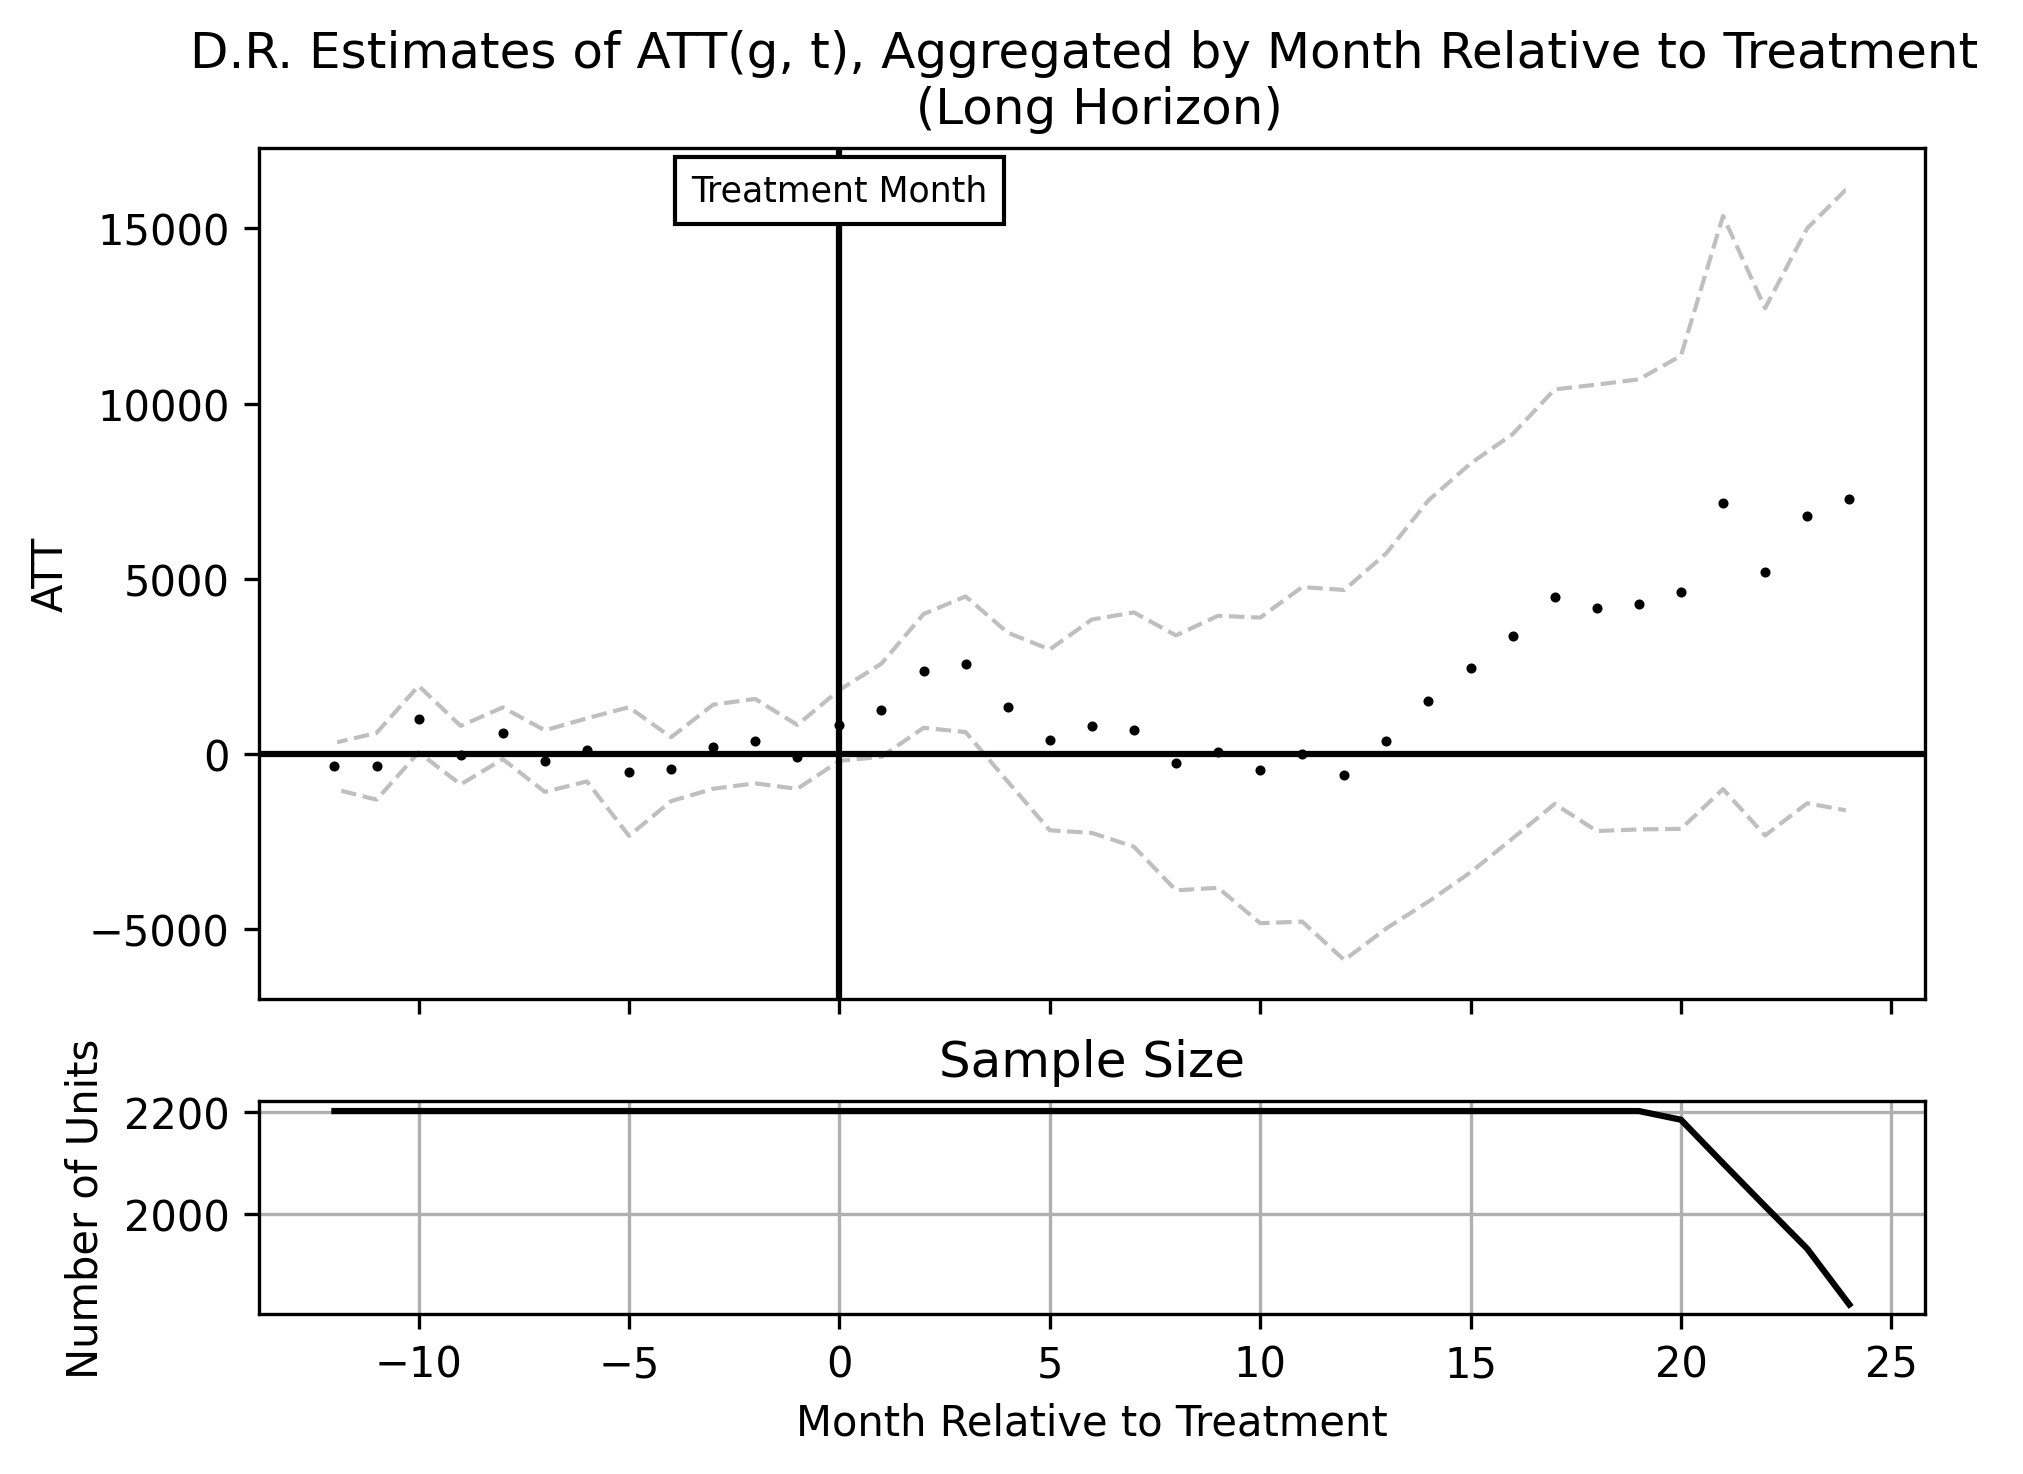 D.R. Estimates of ATT(g, t), Aggregated by Month Relative to Treatment
(Long Horizon)
Treatment Month
15000
10000
5000
0
−5000
ATT
Sample Size
2200
2000
Number of Units
−10 −5 0 5 10 15 20 25
Month Relative to Treatment